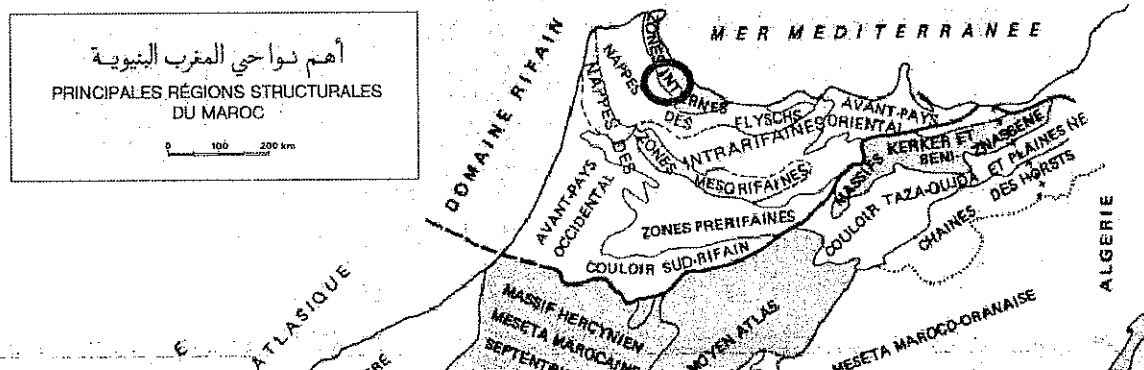 أهم نواحي المغرب البنيوية
PRINCIPALES RÉGIONS STRUCTURALES
DU MAROC
0 100 200 km
MER MEDITERRANEE
DOMAINE RIFAIN
ZONES INTERNES
NAPPES DES FLYSCHS
NAPPES DES
AVANT-PAYS
ORIENTAL
ZONES INTRARIFAINES
MESORIFAINES
MASSIFS KERKER ET
BENI-ZNASSENE
AVANT-PAYS
OCCIDENTAL
ZONES PRERIFAINES
COULOIR TAZA-OUJDA ET PLAINES NE
CHAINES DES HORSTS
COULOIR SUD-RIFAIN
ALGERIE
ATLASIQUE
MASSIF HERCYNIEN
MESETA MAROCAINE
MOYEN ATLAS
MESETA MAROCO-ORANAISE